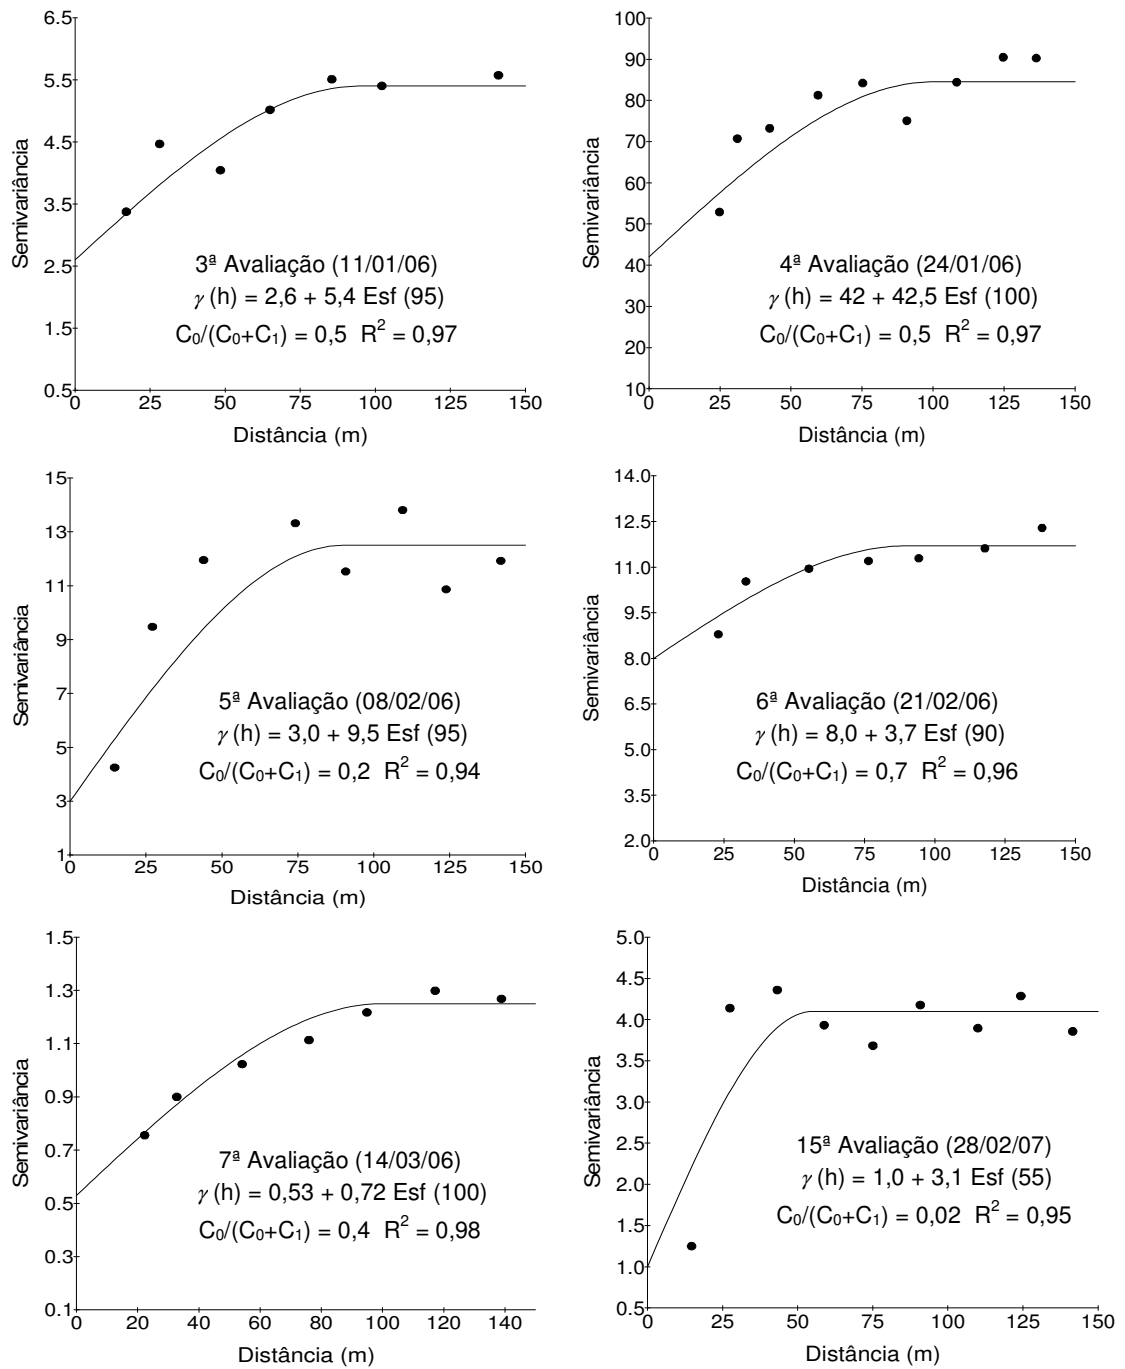 6.5
5.5
4.5
3.5
2.5
1.5
0.5
Semivariância
3ª Avaliação (11/01/06)
γ (h) = 2,6 + 5,4 Esf (95)
C₀/(C₀+C₁) = 0,5 R² = 0,97
0 25 50 75 100 125 150
Distância (m)
100
90
80
70
60
50
40
30
20
10
Semivariância
4ª Avaliação (24/01/06)
γ (h) = 42 + 42,5 Esf (100)
C₀/(C₀+C₁) = 0,5 R² = 0,97
0 25 50 75 100 125 150
Distância (m)
15
13
11
9
7
5
3
1
Semivariância
5ª Avaliação (08/02/06)
γ (h) = 3,0 + 9,5 Esf (95)
C₀/(C₀+C₁) = 0,2 R² = 0,94
0 25 50 75 100 125 150
Distância (m)
14.0
12.5
11.0
9.5
8.0
6.5
5.0
3.5
2.0
Semivariância
6ª Avaliação (21/02/06)
γ (h) = 8,0 + 3,7 Esf (90)
C₀/(C₀+C₁) = 0,7 R² = 0,96
0 25 50 75 100 125 150
Distância (m)
1.5
1.3
1.1
0.9
0.7
0.5
0.3
0.1
Semivariância
7ª Avaliação (14/03/06)
γ (h) = 0,53 + 0,72 Esf (100)
C₀/(C₀+C₁) = 0,4 R² = 0,98
0 20 40 60 80 100 120 140
Distância (m)
5.0
4.5
4.0
3.5
3.0
2.5
2.0
1.5
1.0
0.5
Semivariância
15ª Avaliação (28/02/07)
γ (h) = 1,0 + 3,1 Esf (55)
C₀/(C₀+C₁) = 0,02 R² = 0,95
0 25 50 75 100 125 150
Distância (m)